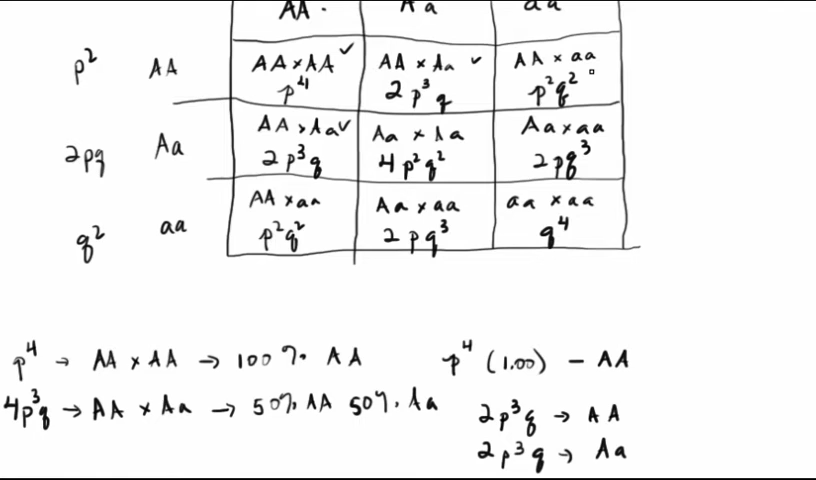 AA. Aa aa
p² AA AA×AA✓ AA × Aa ✓ AA × aa
p⁴ 2p³q p²q²
2pq Aa AA×Aa✓ Aa × Aa Aa×aa
2p³q 4p²q² 2pq³
q² aa AA×aa Aa×aa aa×aa
p²q² 2pq³ q⁴
p⁴ → AA × AA → 100% AA p⁴ (1.00) – AA
4p³q → AA × Aa → 50% AA 50% Aa 2p³q → AA
2p³q → Aa